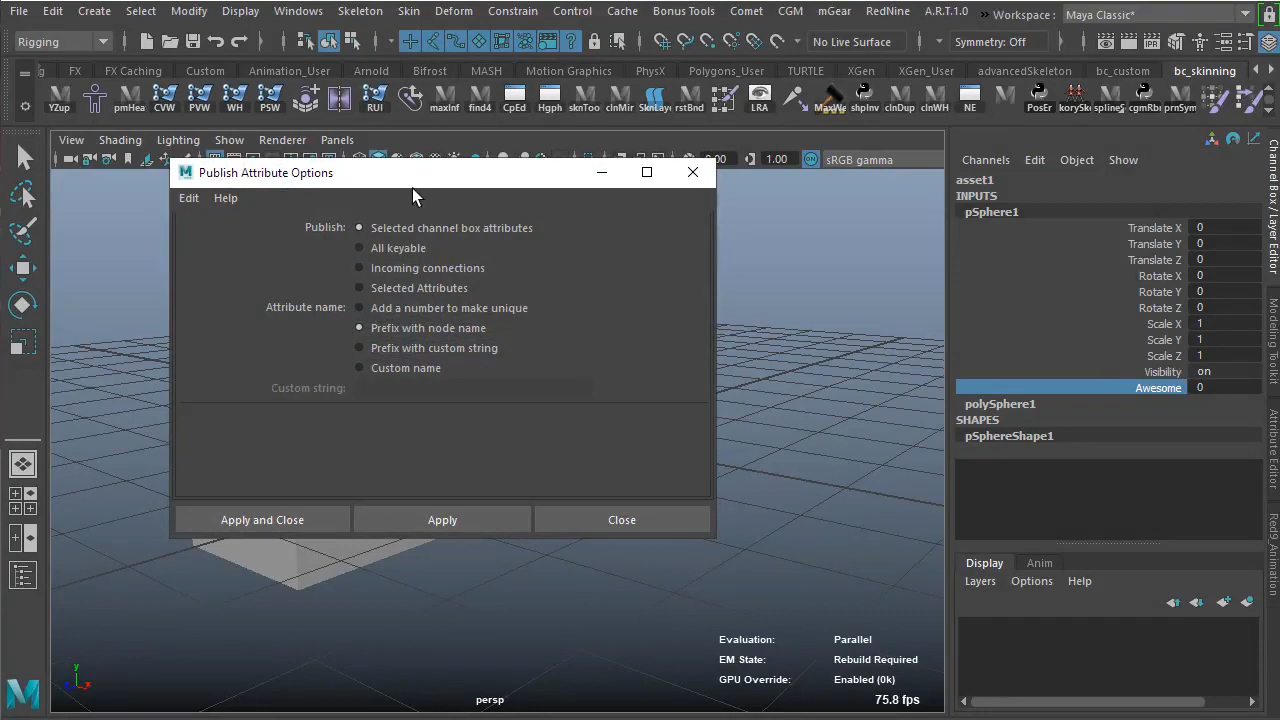 File Edit Create Select Modify Display Windows Skeleton Skin Deform Constrain Control Cache Bonus Tools Comet CGM mGear RedNine A.R.T.1.0 » Workspace : Maya Classic*
Rigging No Live Surface Symmetry: Off
FX FX Caching Custom Animation_User Arnold Bifrost MASH Motion Graphics PhysX Polygons_User TURTLE XGen XGen_User advancedSkeleton bc_custom bc_skinning
YZup pmHea CVW PVW WH PSW RUI maxInf find4 CpEd Hgph sknToo clnMir SknLay rstBnd LRA MaxWe shpInv clnDup clnWH NE PosEr korySk splineS cgmRb prnSym
View Shading Lighting Show Renderer Panels
0.00 1.00 sRGB gamma
Channels Edit Object Show
Publish Attribute Options
Edit Help
Publish: Selected channel box attributes
All keyable
Incoming connections
Selected Attributes
Attribute name: Add a number to make unique
Prefix with node name
Prefix with custom string
Custom name
Custom string:
Apply and Close Apply Close
asset1
INPUTS
pSphere1
Translate X 0
Translate Y 0
Translate Z 0
Rotate X 0
Rotate Y 0
Rotate Z 0
Scale X 1
Scale Y 1
Scale Z 1
Visibility on
Awesome 0
polySphere1
SHAPES
pSphereShape1
Display Anim
Layers Options Help
Channel Box / Layer Editor
Modeling Toolkit
Attribute Editor
Red9_Animation
Evaluation: Parallel
EM State: Rebuild Required
GPU Override: Enabled (0k)
75.8 fps
persp
y
x